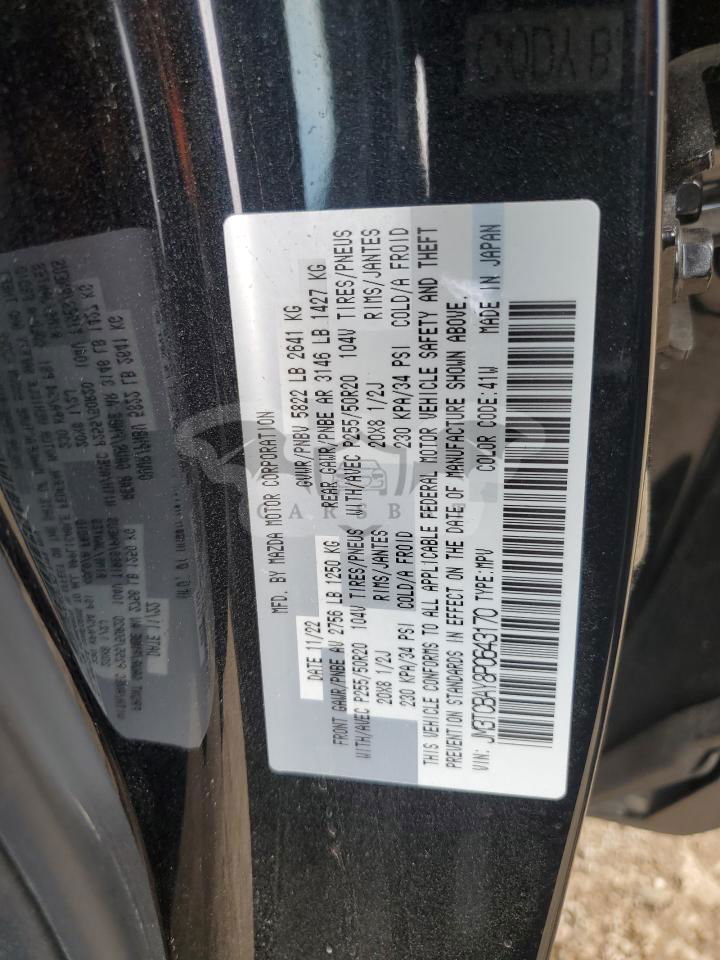 MFD. BY MAZDA MOTOR CORPORATION
DATE 11/22 GVWR/PNBV 5822 LB 2641 KG
FRONT GAWR/PNBE AV 2756 LB 1250 KG REAR GAWR/PNBE AR 3146 LB 1427 KG
WITH/AVEC P255/50R20 104V TIRES/PNEUS WITH/AVEC P255/50R20 104V TIRES/PNEUS
20X8 1/2J RIMS/JANTES 20X8 1/2J RIMS/JANTES
230 KPA/34 PSI COLD/A FROID 230 KPA/34 PSI COLD/A FROID
THIS VEHICLE CONFORMS TO ALL APPLICABLE FEDERAL MOTOR VEHICLE SAFETY AND THEFT
PREVENTION STANDARDS IN EFFECT ON THE DATE OF MANUFACTURE SHOWN ABOVE.
VIN: JM3TCBAY8P0643170 TYPE:MPV COLOR CODE:41W MADE IN JAPAN